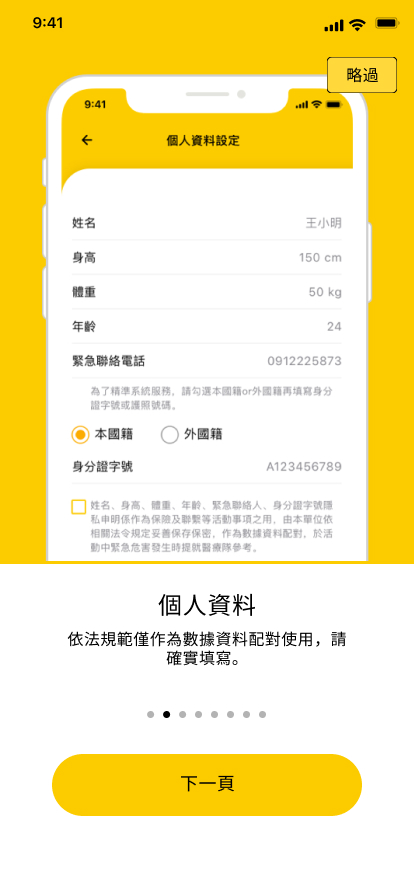 9:41
略過
9:41
個人資料設定
姓名 王小明
身高 150 cm
體重 50 kg
年齡 24
緊急聯絡電話 0912225873
為了精準系統服務，請勾選本國籍or外國籍再填寫身分
證字號或護照號碼。
本國籍 外國籍
身分證字號 A123456789
姓名、身高、體重、年齡、緊急聯絡人、身分證字號隱
私申明係作為保險及聯繫等活動事項之用，由本單位依
相關法令規定妥善保存保密，作為數據資料配對，於活
動中緊急危害發生時提就醫療隊參考。
個人資料
依法規範僅作為數據資料配對使用，請
確實填寫。
下一頁